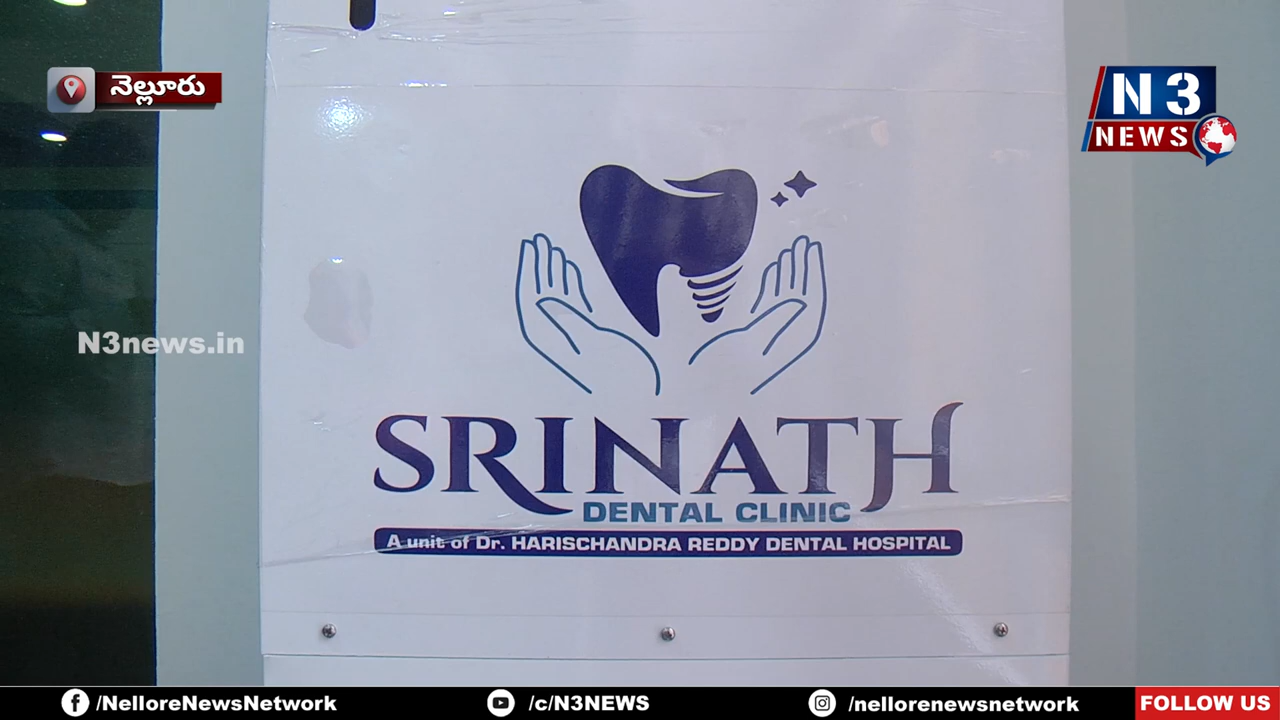 నెల్లూరు
N3
NEWS
N3news.in
SRINATH
DENTAL CLINIC
A unit of Dr. HARISCHANDRA REDDY DENTAL HOSPITAL
/NelloreNewsNetwork
/c/N3NEWS
/nellorenewsnetwork
FOLLOW US